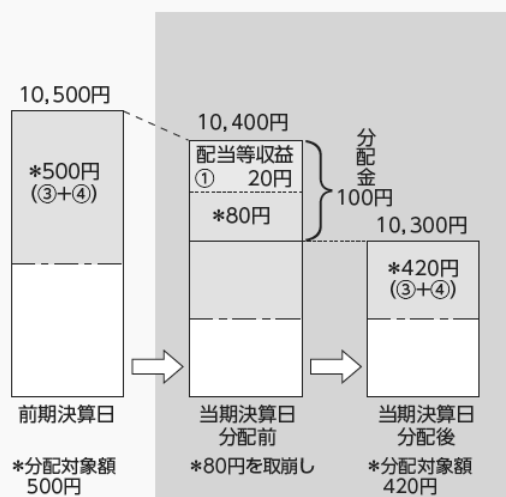 10,500円
*500円
(③+④)
前期決算日
*分配対象額
500円
10,400円
配当等収益
① 20円
*80円
分配金
100円
当期決算日
分配前
*80円を取崩し
10,300円
*420円
(③+④)
当期決算日
分配後
*分配対象額
420円